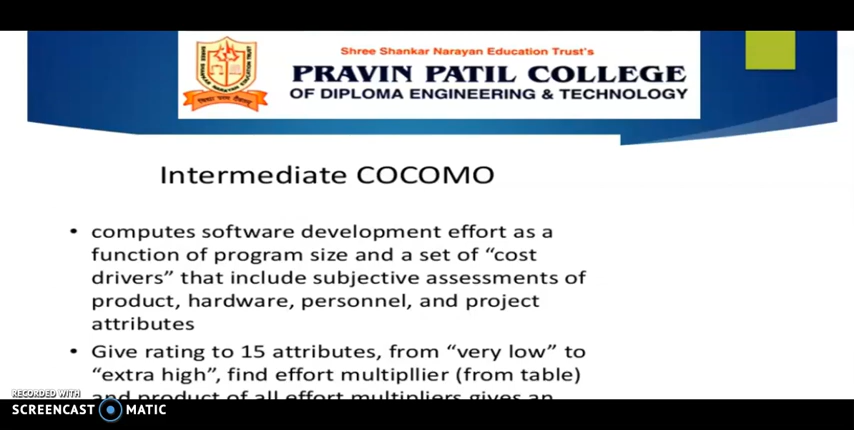 Shree Shankar Narayan Education Trust's
PRAVIN PATIL COLLEGE
OF DIPLOMA ENGINEERING & TECHNOLOGY
Intermediate COCOMO
• computes software development effort as a
function of program size and a set of “cost
drivers” that include subjective assessments of
product, hardware, personnel, and project
attributes
• Give rating to 15 attributes, from “very low” to
“extra high”, find effort multipllier (from table)
and product of all effort multipliers gives an
RECORDED WITH
SCREENCAST MATIC